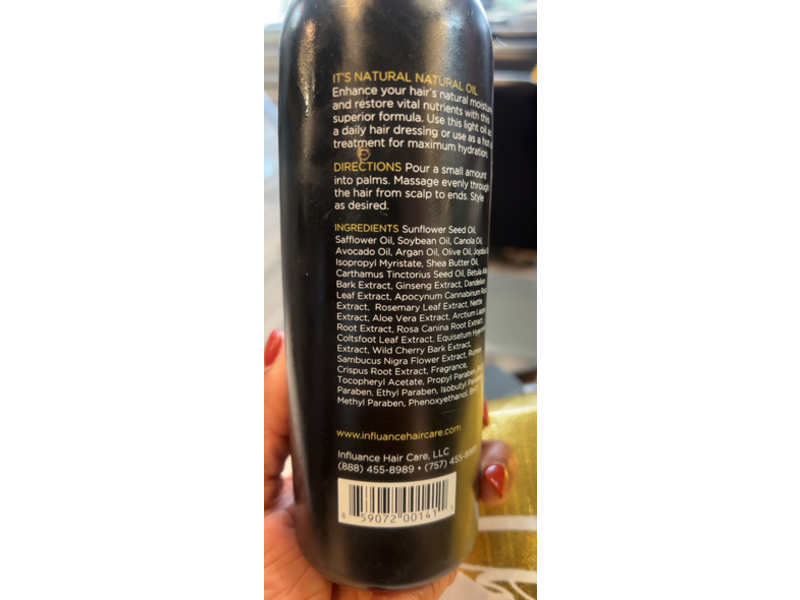 IT'S NATURAL NATURAL OIL
Enhance your hair's natural moisture
and restore vital nutrients with this
superior formula. Use this light oil as
a daily hair dressing or use as a hot
treatment for maximum hydration.
DIRECTIONS Pour a small amount
into palms. Massage evenly through
the hair from scalp to ends. Style
as desired.
INGREDIENTS Sunflower Seed Oil,
Safflower Oil, Soybean Oil, Canola Oil,
Avocado Oil, Argan Oil, Olive Oil, Jojoba
Isopropyl Myristate, Shea Butter Oil,
Carthamus Tinctorius Seed Oil, Betula
Bark Extract, Ginseng Extract, Dandelion
Leaf Extract, Apocynum Cannabinum Root
Extract, Rosemary Leaf Extract, Nettle
Extract, Aloe Vera Extract, Arctium Lappa
Root Extract, Rosa Canina Root Extract,
Coltsfoot Leaf Extract, Equisetum
Extract, Wild Cherry Bark Extract,
Sambucus Nigra Flower Extract, Rumex
Crispus Root Extract, Fragrance,
Tocopheryl Acetate, Propyl Paraben,
Paraben, Ethyl Paraben, Isobutyl
Methyl Paraben, Phenoxyethanol,
www.influancehaircare.com
Influance Hair Care, LLC
(888) 455-8989 • (757) 455-
8 59072 00141